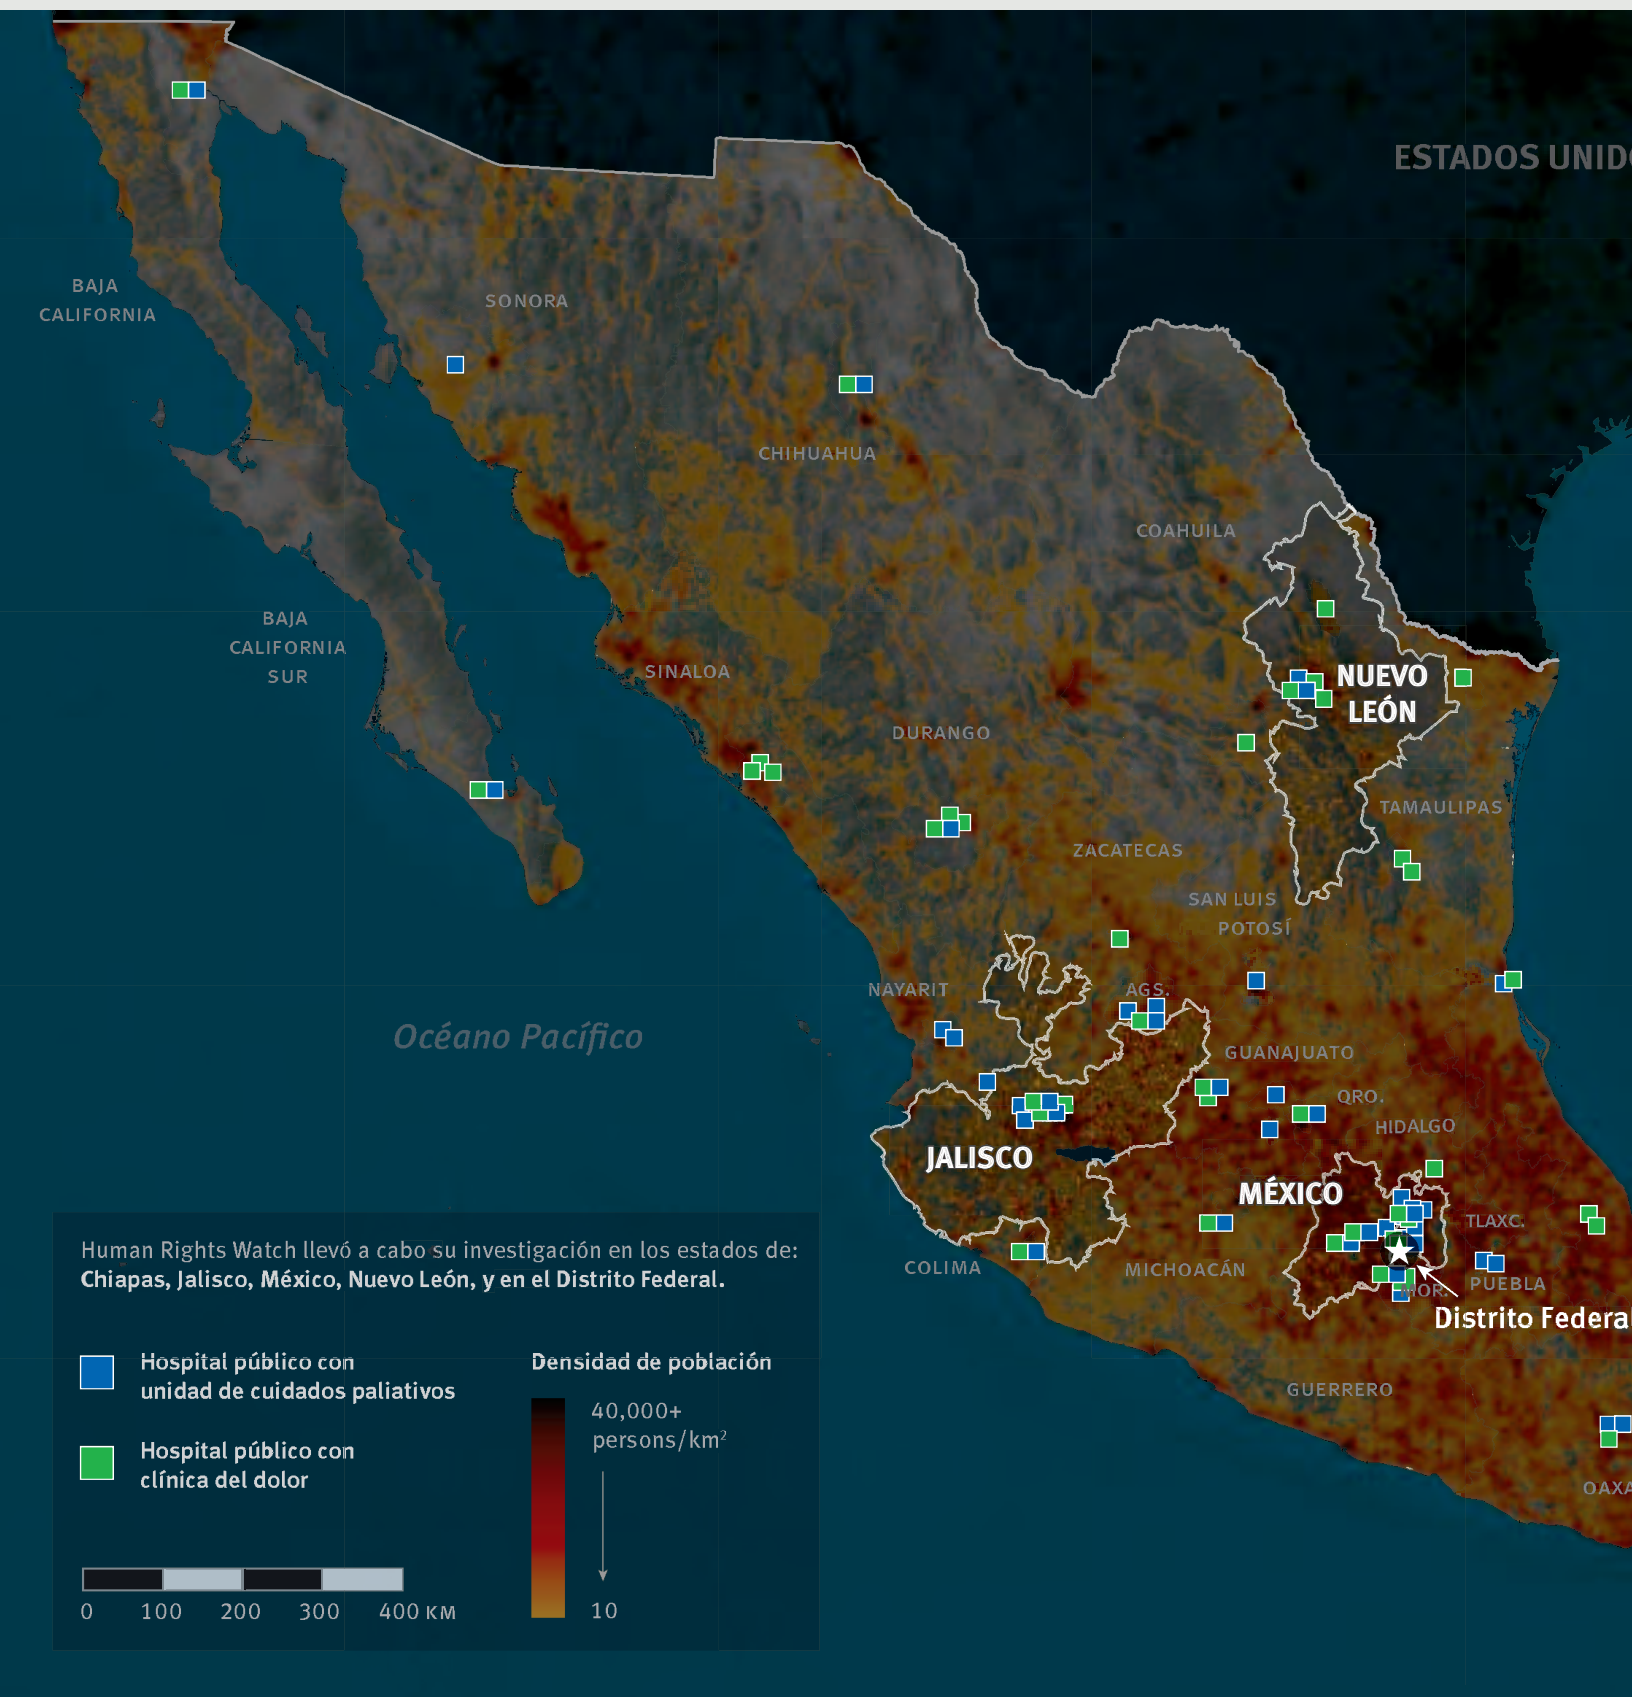 ESTADOS UNID
BAJA
CALIFORNIA
SONORA
CHIHUAHUA
COAHUILA
BAJA
CALIFORNIA
SUR
SINALOA
NUEVO
LEÓN
DURANGO
TAMAULIPAS
ZACATECAS
SAN LUIS
POTOSÍ
NAYARIT
AGS.
Océano Pacífico
GUANAJUATO
QRO.
HIDALGO
JALISCO
MÉXICO
TLAXC.
COLIMA
MICHOACÁN
PUEBLA
MOR.
Distrito Federal
GUERRERO
OAXA
Human Rights Watch llevó a cabo su investigación en los estados de:
Chiapas, Jalisco, México, Nuevo León, y en el Distrito Federal.
Hospital público con
unidad de cuidados paliativos
Hospital público con
clínica del dolor
Densidad de población
40,000+
persons/km²
10
0 100 200 300 400 KM